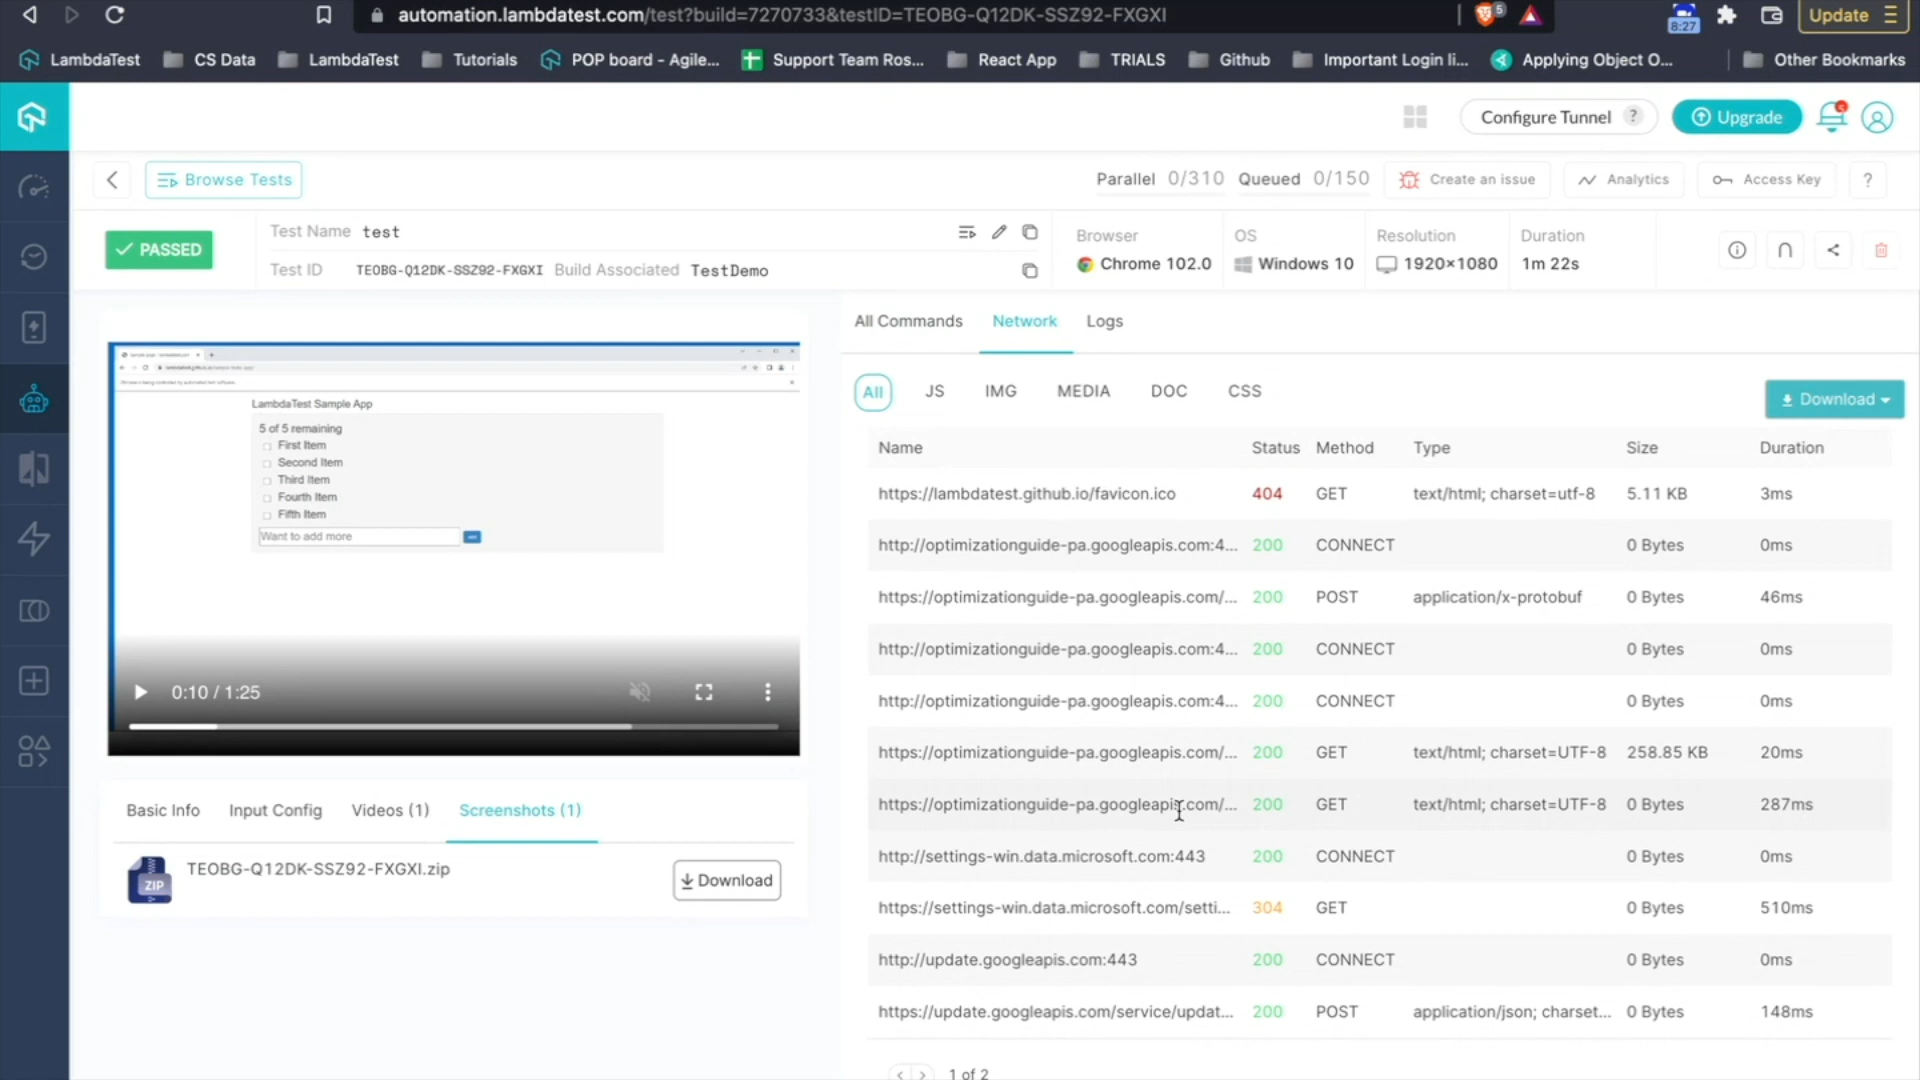 automation.lambdatest.com/test?build=7270733&testID=TEOBG-Q12DK-SSZ92-FXGXI
5
8:27
Update
LambdaTest
CS Data
LambdaTest
Tutorials
POP board - Agile...
Support Team Ros...
React App
TRIALS
Github
Important Login li...
Applying Object O...
Other Bookmarks
Configure Tunnel ?
Upgrade
Browse Tests
Parallel 0/310 Queued 0/150
Create an issue
Analytics
Access Key
?
PASSED
Test Name test
Test ID TEOBG-Q12DK-SSZ92-FXGXI Build Associated TestDemo
Browser
Chrome 102.0
OS
Windows 10
Resolution
1920×1080
Duration
1m 22s
LambdaTest Sample App
5 of 5 remaining
First Item
Second Item
Third Item
Fourth Item
Fifth Item
Want to add more
0:10 / 1:25
Basic Info
Input Config
Videos (1)
Screenshots (1)
ZIP
TEOBG-Q12DK-SSZ92-FXGXI.zip
Download
All Commands Network Logs
All JS IMG MEDIA DOC CSS
Download
Name Status Method Type Size Duration
https://lambdatest.github.io/favicon.ico 404 GET text/html; charset=utf-8 5.11 KB 3ms
http://optimizationguide-pa.googleapis.com:4... 200 CONNECT 0 Bytes 0ms
https://optimizationguide-pa.googleapis.com/... 200 POST application/x-protobuf 0 Bytes 46ms
http://optimizationguide-pa.googleapis.com:4... 200 CONNECT 0 Bytes 0ms
http://optimizationguide-pa.googleapis.com:4... 200 CONNECT 0 Bytes 0ms
https://optimizationguide-pa.googleapis.com/... 200 GET text/html; charset=UTF-8 258.85 KB 20ms
https://optimizationguide-pa.googleapis.com/... 200 GET text/html; charset=UTF-8 0 Bytes 287ms
http://settings-win.data.microsoft.com:443 200 CONNECT 0 Bytes 0ms
https://settings-win.data.microsoft.com/setti... 304 GET 0 Bytes 510ms
http://update.googleapis.com:443 200 CONNECT 0 Bytes 0ms
https://update.googleapis.com/service/updat... 200 POST application/json; charset... 0 Bytes 148ms
1 of 2